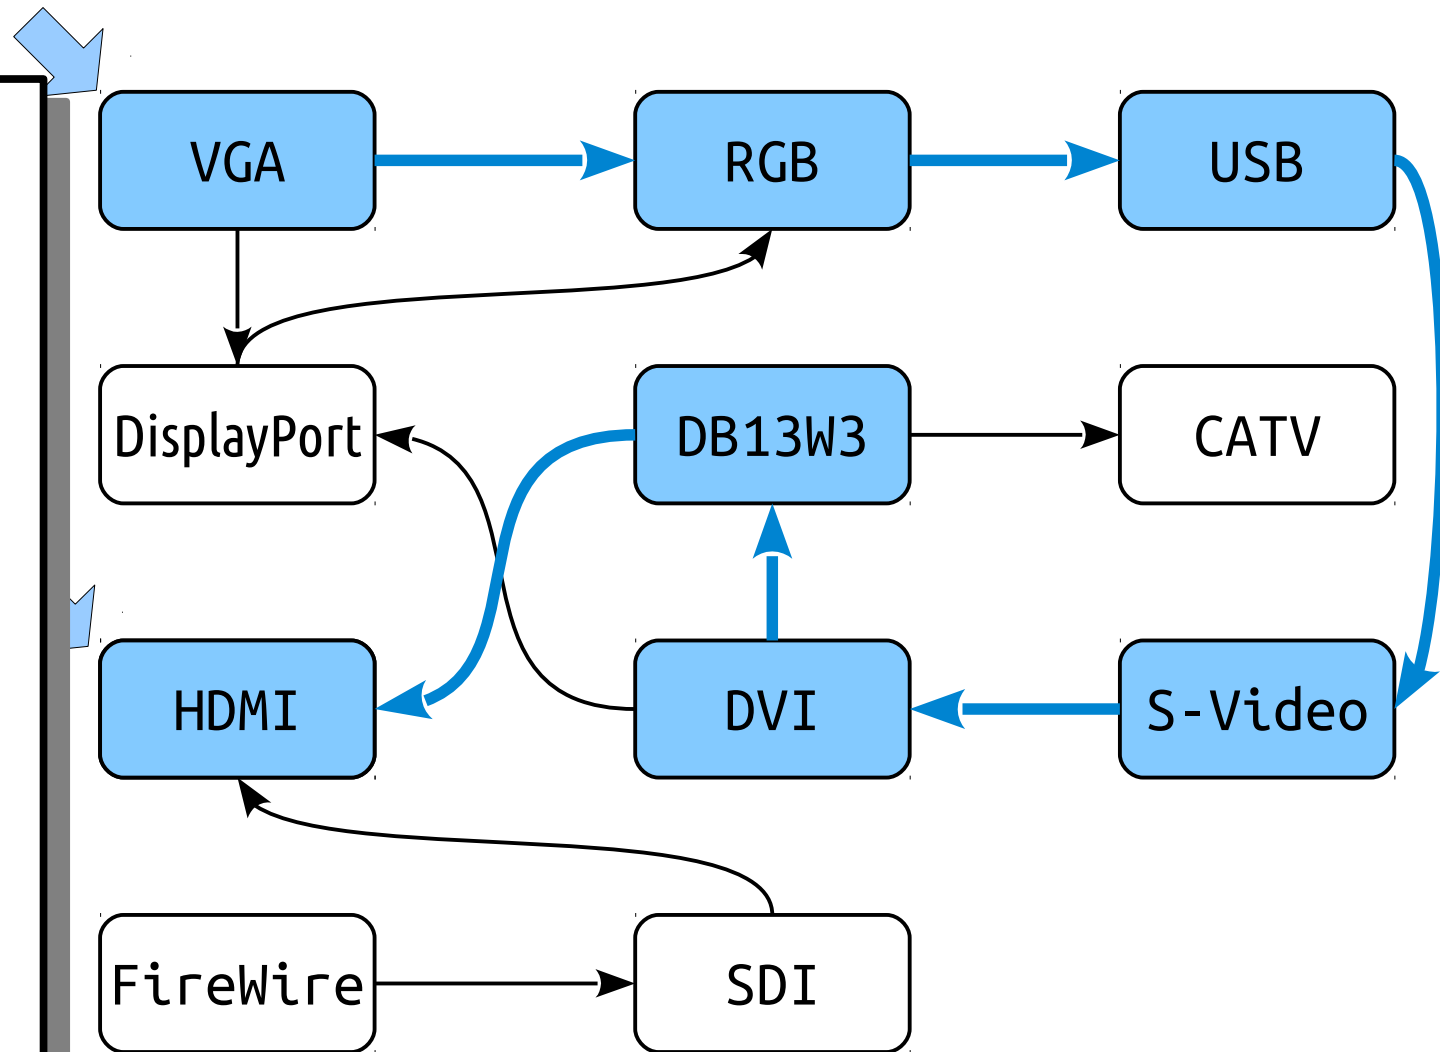 VGA
RGB
USB
DisplayPort
DB13W3
CATV
HDMI
DVI
S-Video
FireWire
SDI